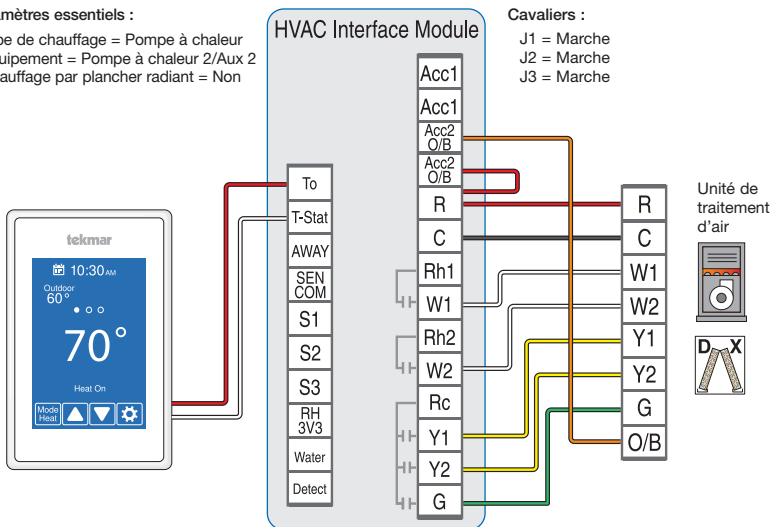 amètres essentiels :
pe de chauffage = Pompe à chaleur
uipement = Pompe à chaleur 2/Aux 2
auffage par plancher radiant = Non
HVAC Interface Module
Cavaliers :
J1 = Marche
J2 = Marche
J3 = Marche
Acc1
Acc1
Acc2
O/B
Acc2
O/B
R
C
Rh1
W1
Rh2
W2
Rc
Y1
Y2
G
To
T-Stat
AWAY
SEN
COM
S1
S2
S3
RH
3V3
Water
Detect
tekmar
10:30 AM
Outdoor
60°
70°
Heat On
Mode
Heat
R
C
W1
W2
Y1
Y2
G
O/B
Unité de
traitement
d'air
D X